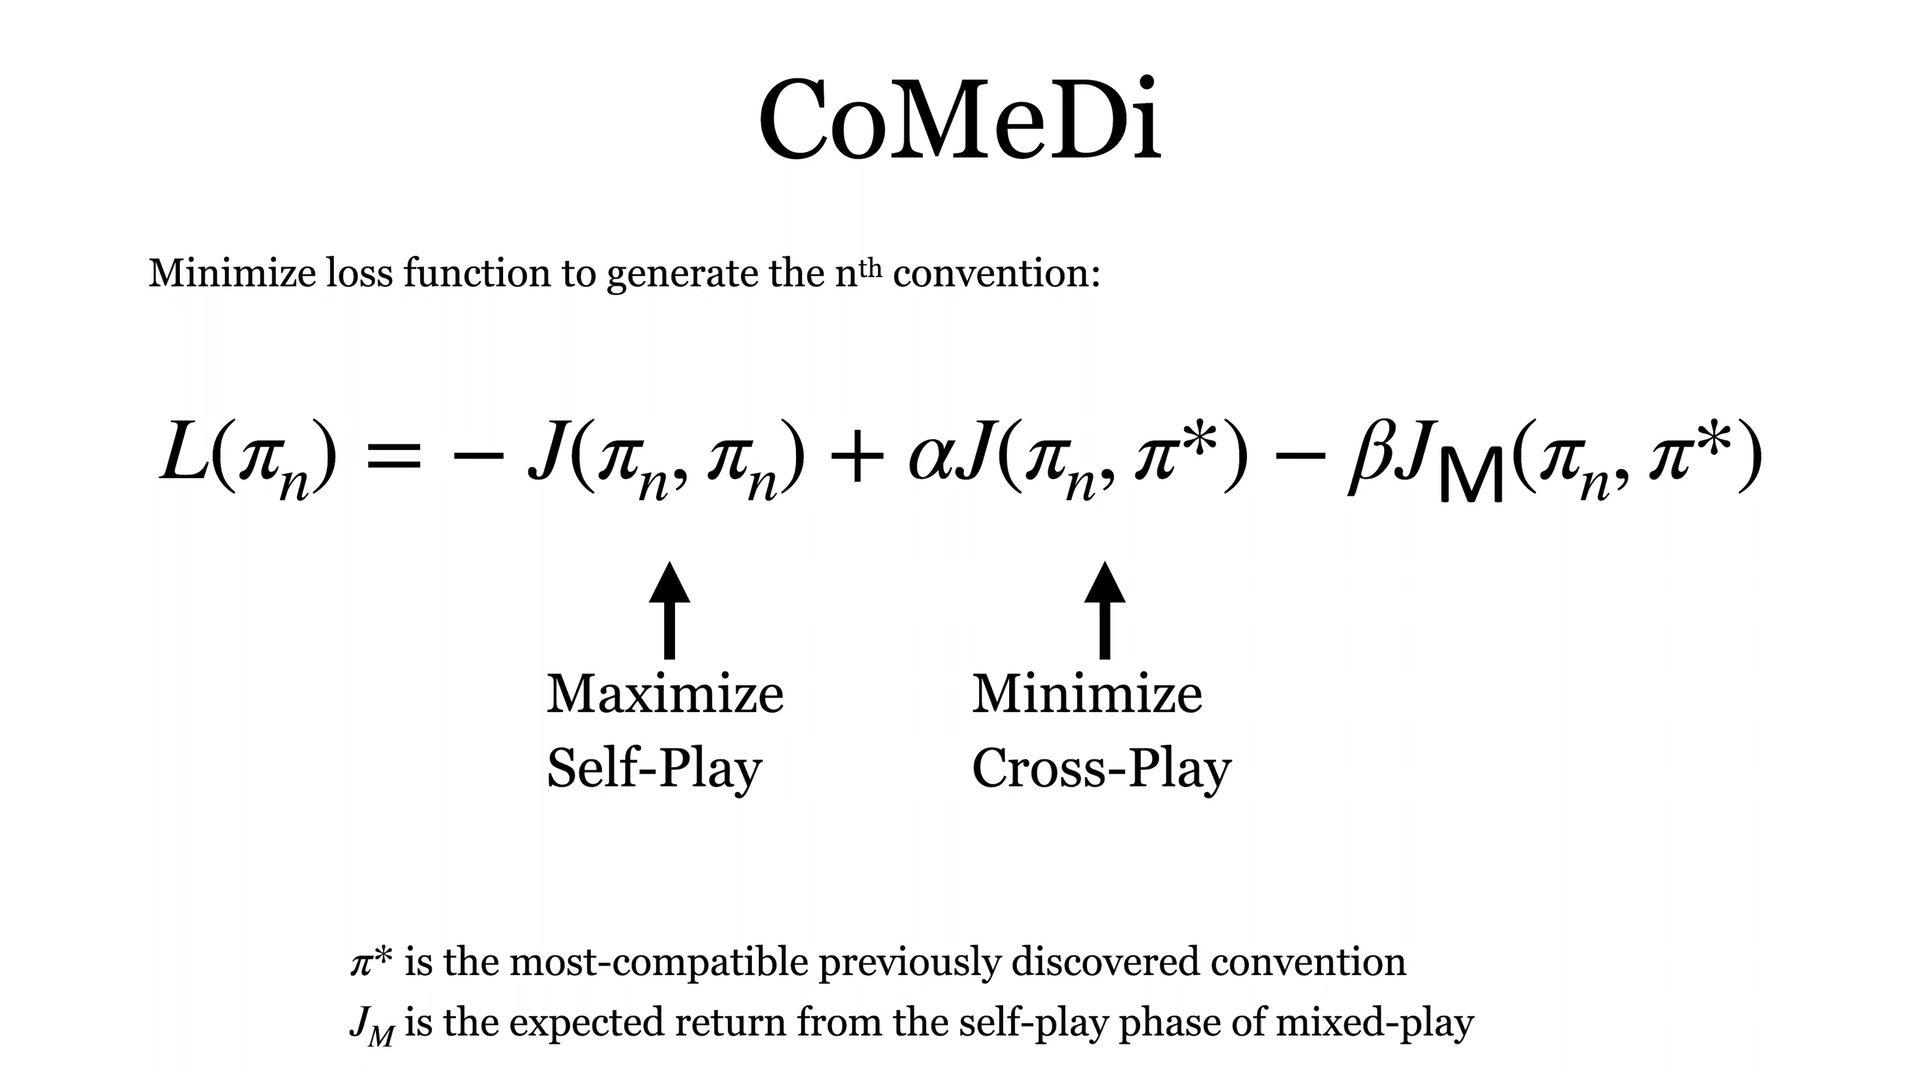 CoMeDi
Minimize loss function to generate the nth convention:
L(πn) = − J(πn, πn) + αJ(πn, π*) − βJM(πn, π*)
Maximize
Self-Play
Minimize
Cross-Play
π* is the most-compatible previously discovered convention
JM is the expected return from the self-play phase of mixed-play